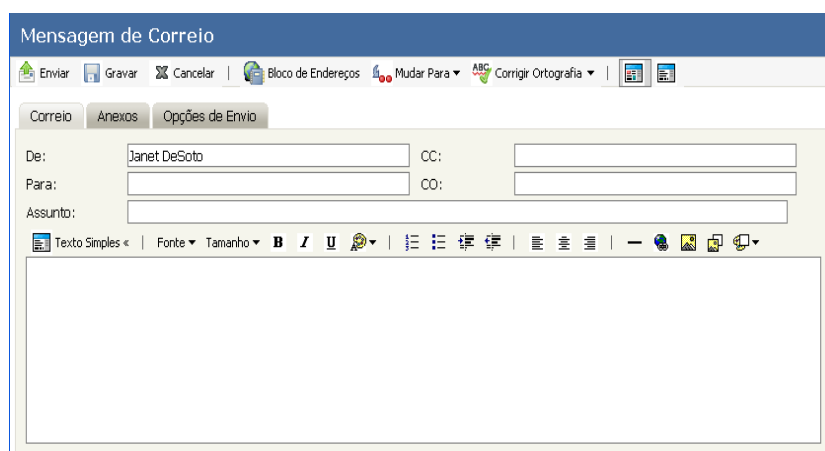 Mensagem de Correio
Enviar Gravar Cancelar | Bloco de Endereços Mudar Para ABC Corrigir Ortografia |
Correio Anexos Opções de Envio
De: Janet DeSoto CC:
Para: CO:
Assunto:
Texto Simples « | Fonte Tamanho B I U | | |